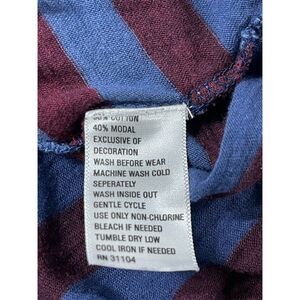 60% COTTON
40% MODAL
EXCLUSIVE OF
DECORATION
WASH BEFORE WEAR
MACHINE WASH COLD
SEPERATELY
WASH INSIDE OUT
GENTLE CYCLE
USE ONLY NON-CHLORINE
BLEACH IF NEEDED
TUMBLE DRY LOW
COOL IRON IF NEEDED
RN 31104